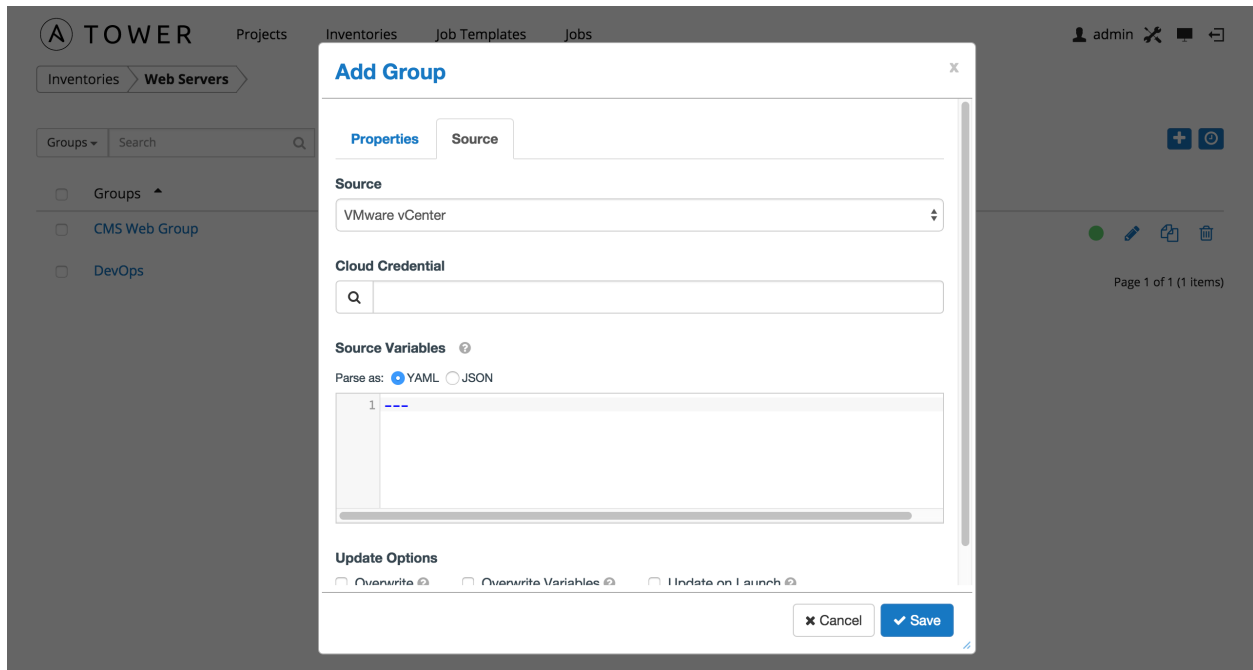 A TOWER Projects Inventories Job Templates Jobs admin
Inventories Web Servers
Add Group x
Groups Search
Properties Source
Groups
Source
CMS Web Group
VMware vCenter
DevOps
Page 1 of 1 (1 items)
Cloud Credential
Source Variables ?
Parse as: YAML JSON
1 ---
Update Options
Overwrite ? Overwrite Variables ? Update on Launch ?
Cancel Save